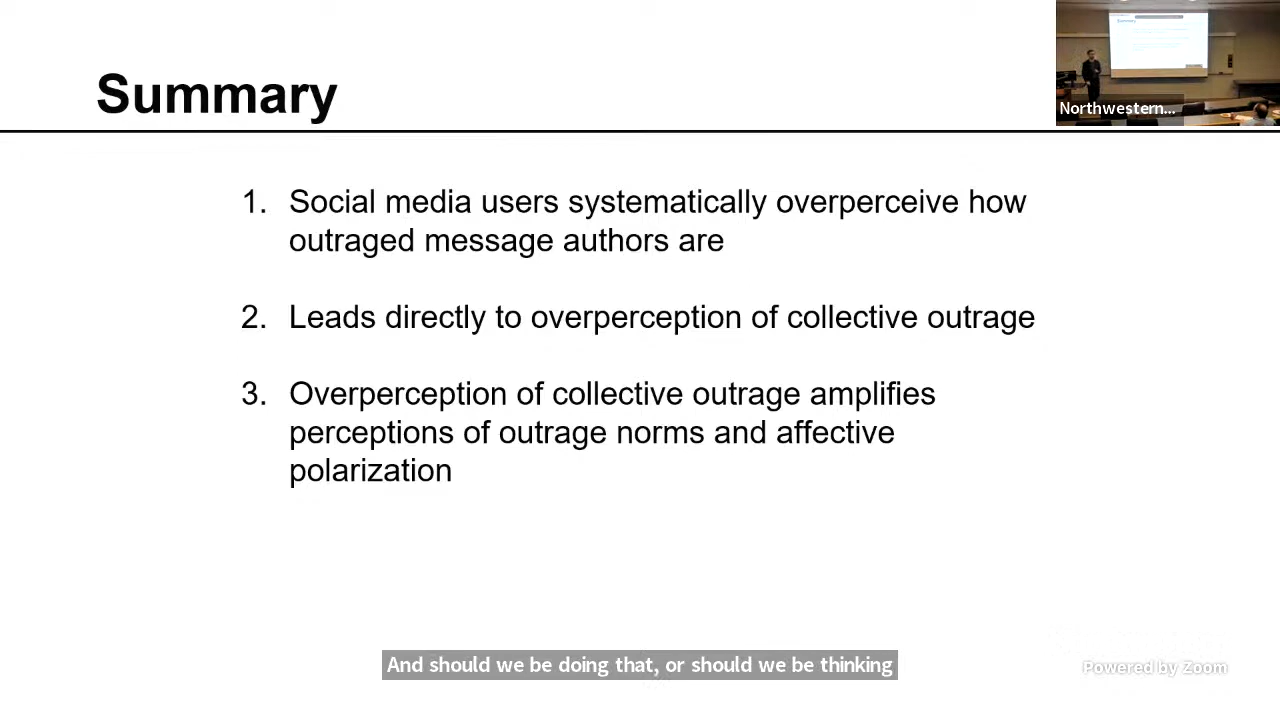 Summary
Northwestern...
1. Social media users systematically overperceive how
outraged message authors are
2. Leads directly to overperception of collective outrage
3. Overperception of collective outrage amplifies
perceptions of outrage norms and affective
polarization
And should we be doing that, or should we be thinking
Powered by Zoom